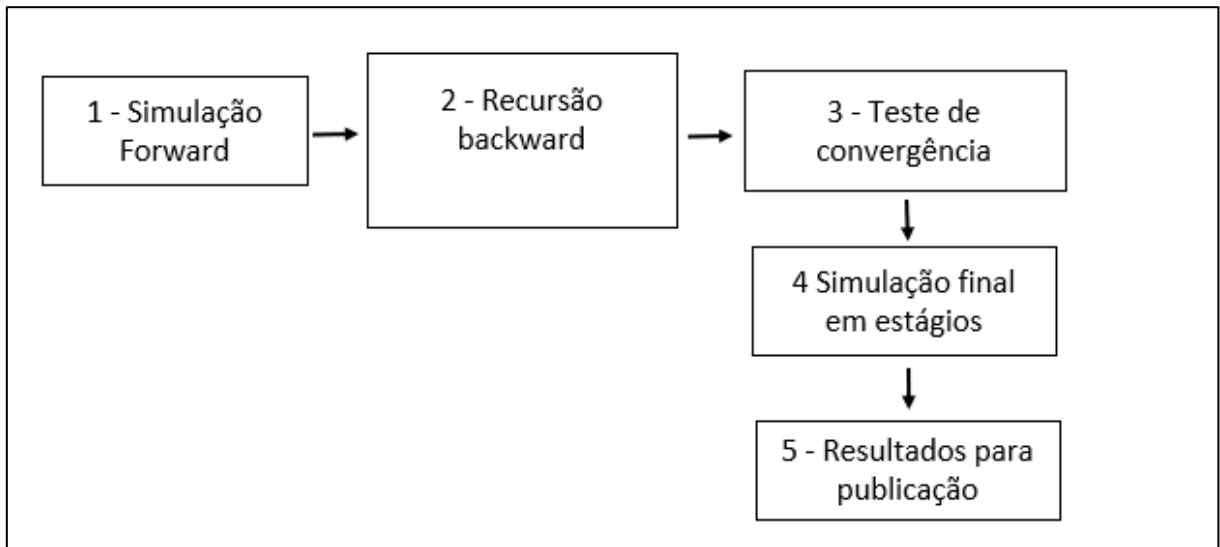 1 - Simulação
Forward
2 - Recursão
backward
3 - Teste de
convergência
4 Simulação final
em estágios
5 - Resultados para
publicação